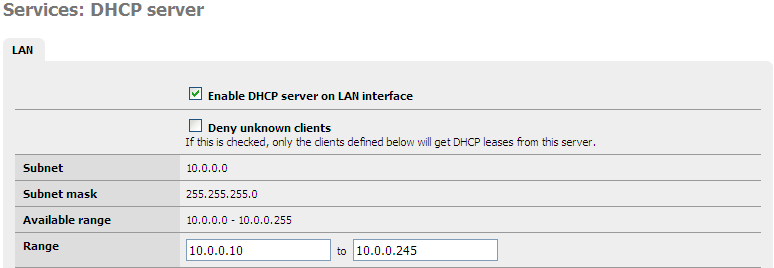 Services: DHCP server
LAN
Enable DHCP server on LAN interface
Deny unknown clients
If this is checked, only the clients defined below will get DHCP leases from this server.
Subnet 10.0.0.0
Subnet mask 255.255.255.0
Available range 10.0.0.0 - 10.0.0.255
Range 10.0.0.10 to 10.0.0.245